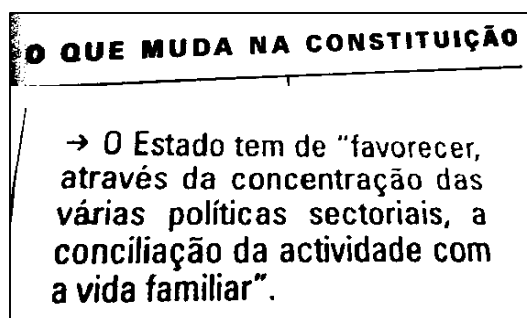 O QUE MUDA NA CONSTITUIÇÃO
→ O Estado tem de "favorecer,
através da concentração das
várias políticas sectoriais, a
conciliação da actividade com
a vida familiar".